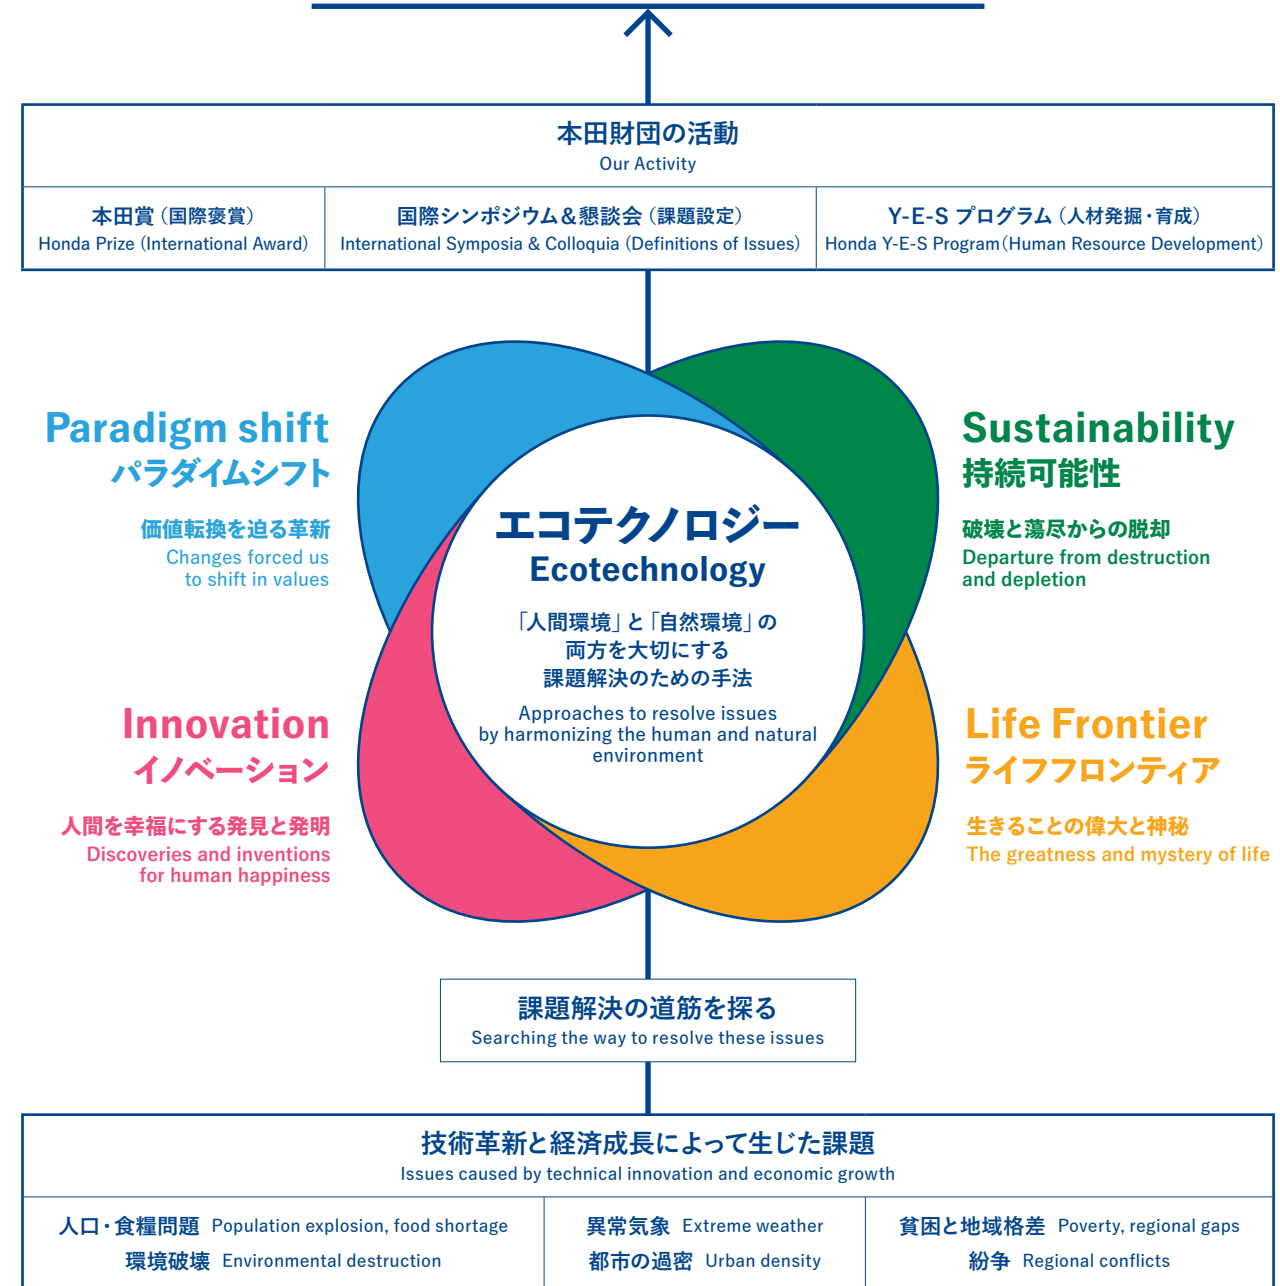 本田財団の活動
Our Activity
本田賞（国際褒賞）
Honda Prize (International Award)
国際シンポジウム＆懇談会（課題設定）
International Symposia & Colloquia (Definitions of Issues)
Y-E-S プログラム（人材発掘・育成）
Honda Y-E-S Program (Human Resource Development)
Paradigm shift
パラダイムシフト
価値転換を迫る革新
Changes forced us
to shift in values
Sustainability
持続可能性
破壊と蕩尽からの脱却
Departure from destruction
and depletion
エコテクノロジー
Ecotechnology
「人間環境」と「自然環境」の
両方を大切にする
課題解決のための手法
Approaches to resolve issues
by harmonizing the human and natural
environment
Innovation
イノベーション
人間を幸福にする発見と発明
Discoveries and inventions
for human happiness
Life Frontier
ライフフロンティア
生きることの偉大と神秘
The greatness and mystery of life
課題解決の道筋を探る
Searching the way to resolve these issues
技術革新と経済成長によって生じた課題
Issues caused by technical innovation and economic growth
人口・食糧問題 Population explosion, food shortage
環境破壊 Environmental destruction
異常気象 Extreme weather
都市の過密 Urban density
貧困と地域格差 Poverty, regional gaps
紛争 Regional conflicts